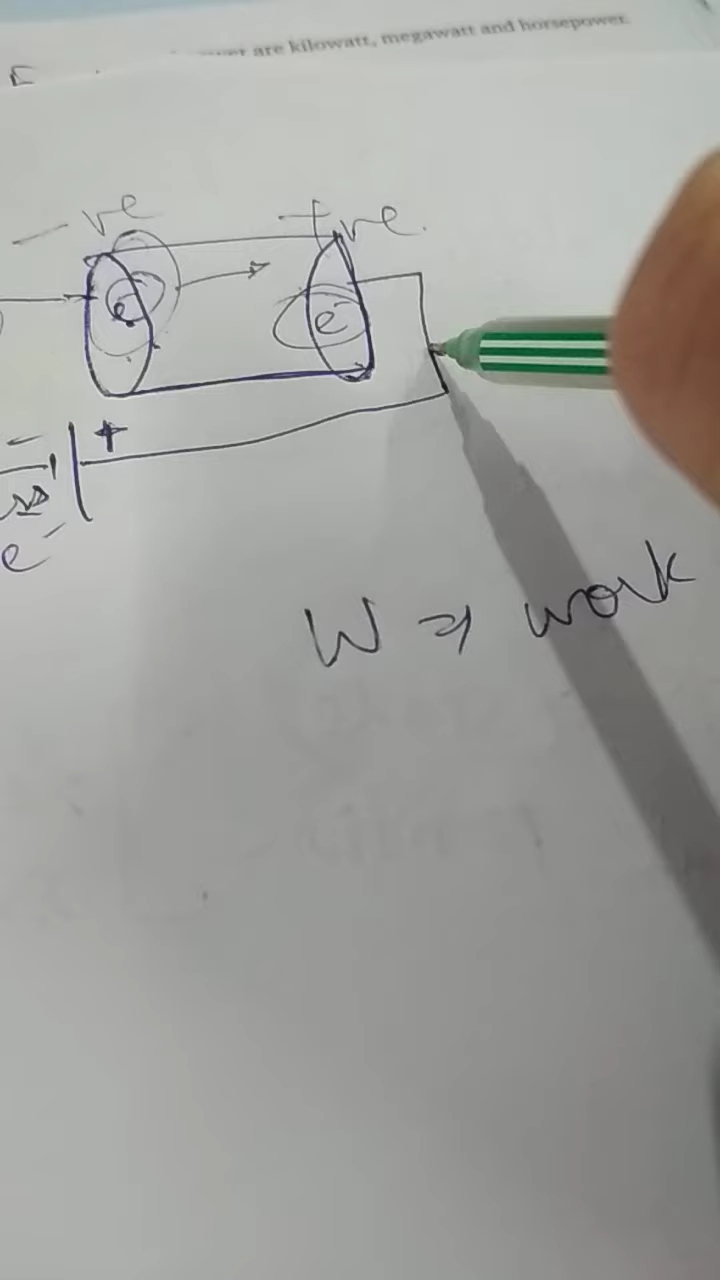 are kilowatt, megawatt and horsepower.
-ve +ve
e e⁻
- +
e⁻
W ⇒ work